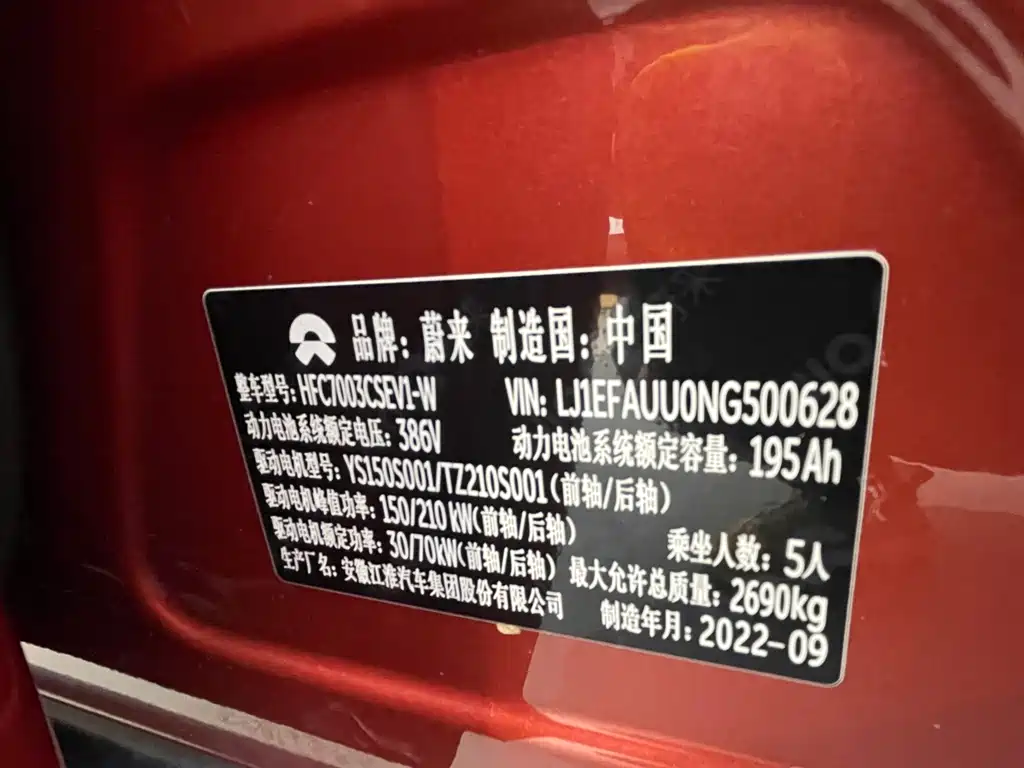 品牌：蔚来 制造国：中国
整车型号：HFC7003CSEV1-W VIN: LJ1EFAUU0NG500628
动力电池系统额定电压：386V 动力电池系统额定容量：195Ah
驱动电机型号：YS150S001/TZ210S001（前轴/后轴）
驱动电机峰值功率：150/210kW（前轴/后轴） 乘坐人数：5人
驱动电机额定功率：30/70kW（前轴/后轴） 最大允许总质量：2690kg
生产厂名：安徽江淮汽车集团股份有限公司 制造年月：2022-09